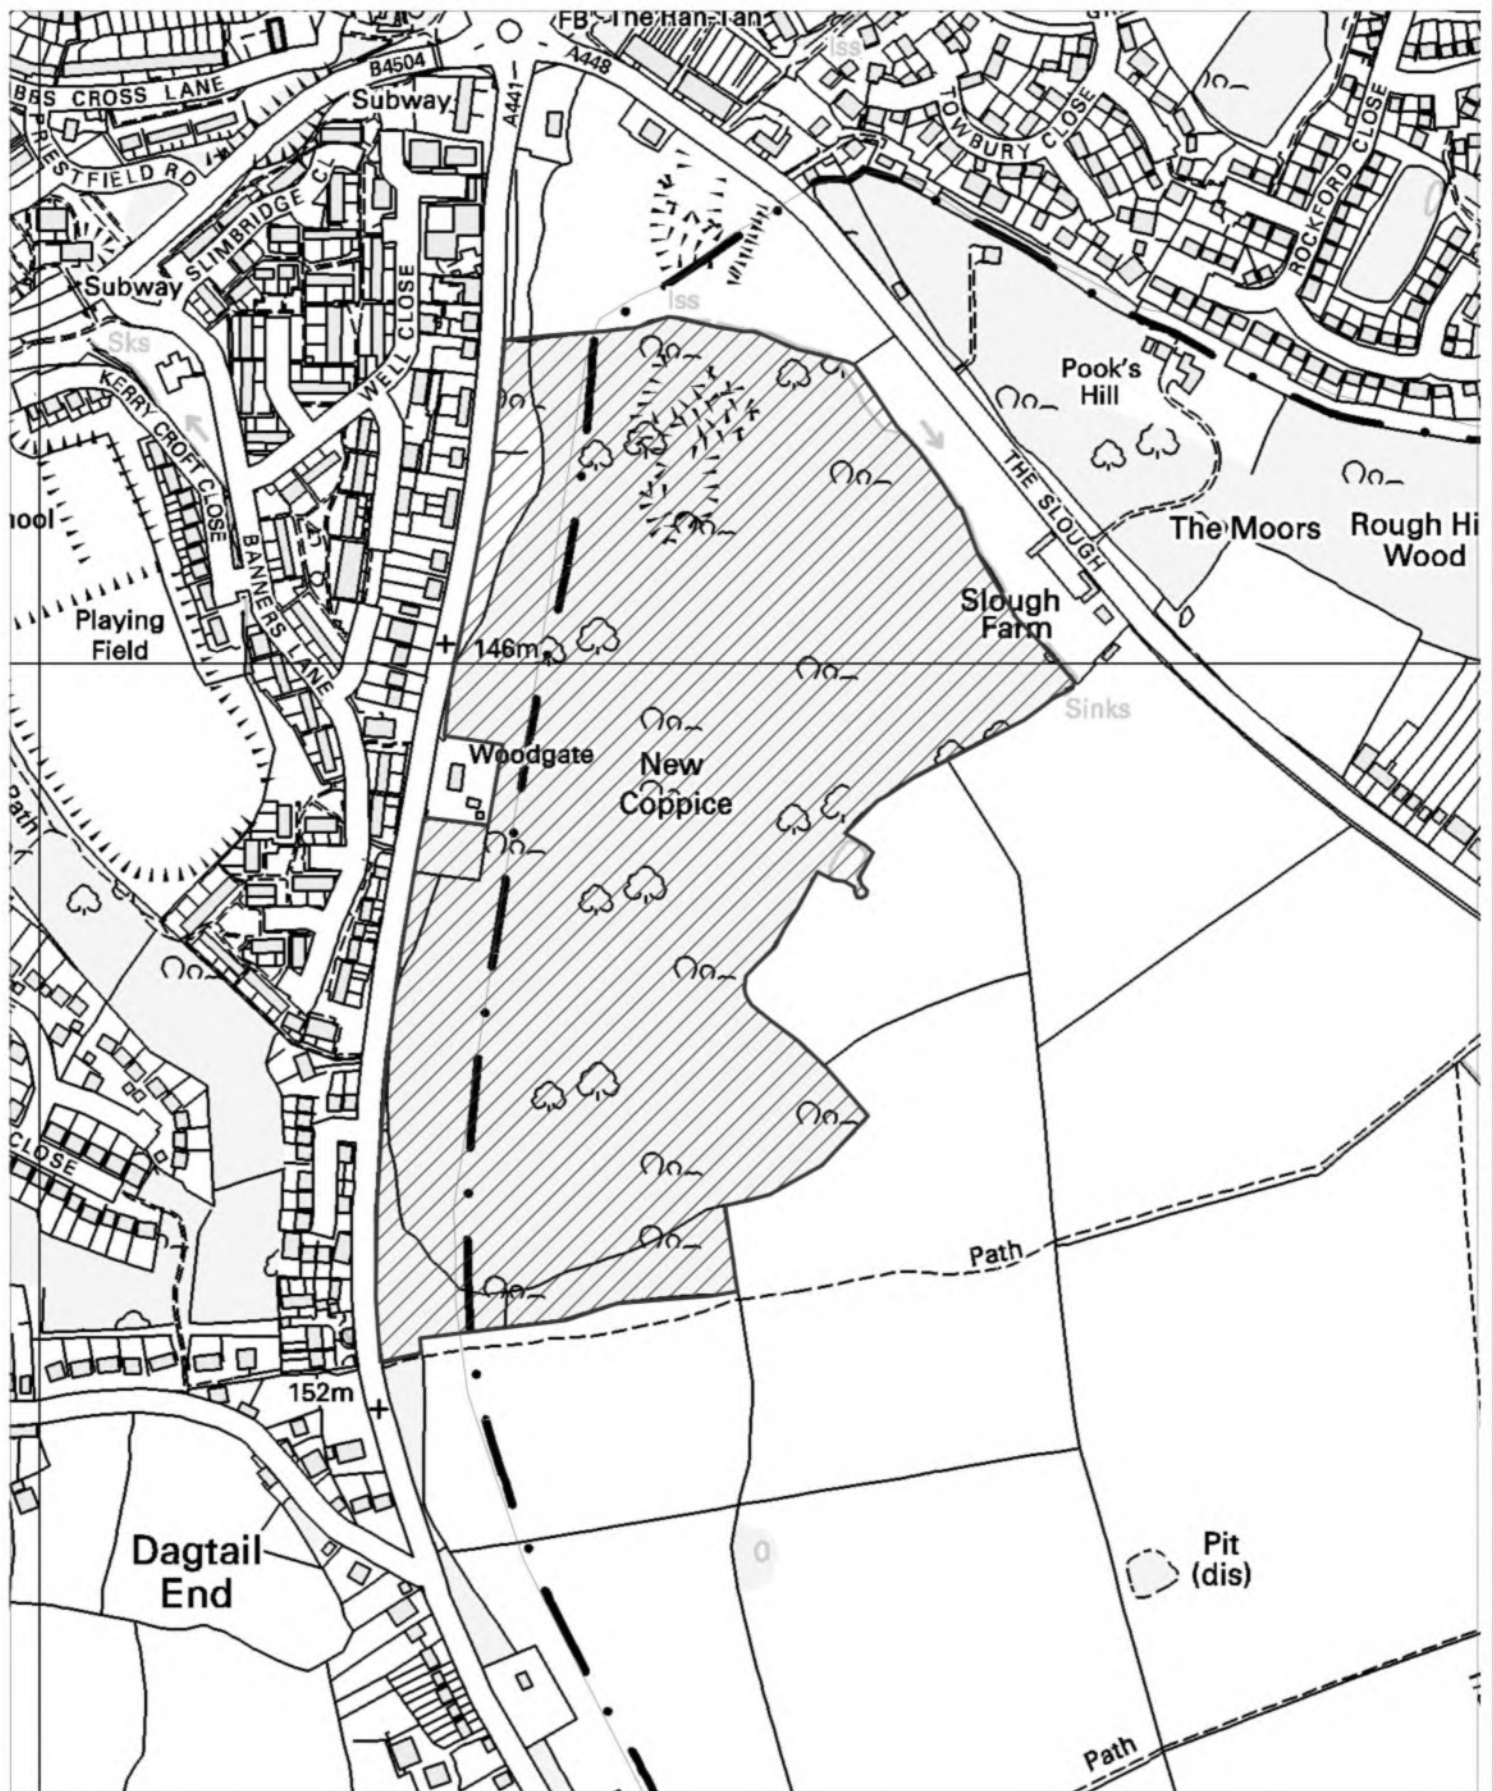 FB
The Ran-Tan
Iss
B4504
A448
BBS CROSS LANE
Subway
A441
TOWBURY CLOSE
PRIESTFIELD RD
ROCKFORD CLOSE
SLIMBRIDGE CL
Subway
WELL CLOSE
Iss
Sks
Pook's
Hill
KERRY CROFT CLOSE
THE SLOUGH
The Moors
Rough Hi
Wood
BANNERS LANE
Playing
Field
Slough
Farm
146m
Sinks
Woodgate
New
Coppice
Path
CLOSE
Path
152m
Dagtail
End
Pit
(dis)
Path